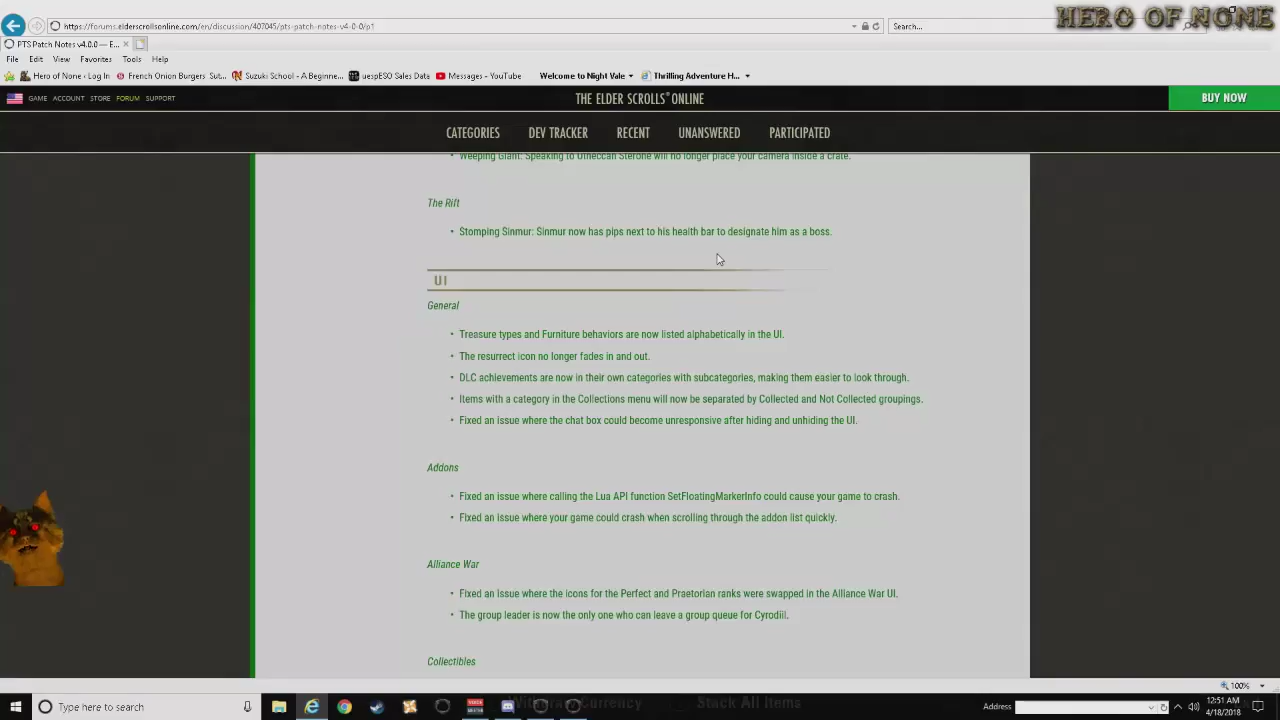 HERO OF NONE
https://forums.elderscrollsonline.com/en/discussion/407045/pts-patch-notes-v4-0-0/p1
Search...
PTS Patch Notes v4.0.0 — E...
File Edit View Favorites Tools Help
Hero of None ‹ Log In French Onion Burgers' Sut... Suzuki School - A Beginne... uespESO Sales Data Messages - YouTube Welcome to Night Vale Thrilling Adventure H...
GAME ACCOUNT STORE FORUM SUPPORT
THE ELDER SCROLLS ONLINE
BUY NOW
CATEGORIES DEV TRACKER RECENT UNANSWERED PARTICIPATED
Weeping Giant: Speaking to Sterone will no longer place your camera inside a crate.
The Rift
• Stomping Sinmur: Sinmur now has pips next to his health bar to designate him as a boss.
UI
General
• Treasure types and Furniture behaviors are now listed alphabetically in the UI.
• The resurrect icon no longer fades in and out.
• DLC achievements are now in their own categories with subcategories, making them easier to look through.
• Items with a category in the Collections menu will now be separated by Collected and Not Collected groupings.
• Fixed an issue where the chat box could become unresponsive after hiding and unhiding the UI.
Addons
• Fixed an issue where calling the Lua API function SetFloatingMarkerInfo could cause your game to crash.
• Fixed an issue where your game could crash when scrolling through the addon list quickly.
Alliance War
• Fixed an issue where the icons for the Perfect and Praetorian ranks were swapped in the Alliance War UI.
• The group leader is now the only one who can leave a group queue for Cyrodiil.
Collectibles
100%
Type here to search
Withdraw Currency
Stack All Items
Address
12:51 AM
4/18/2018